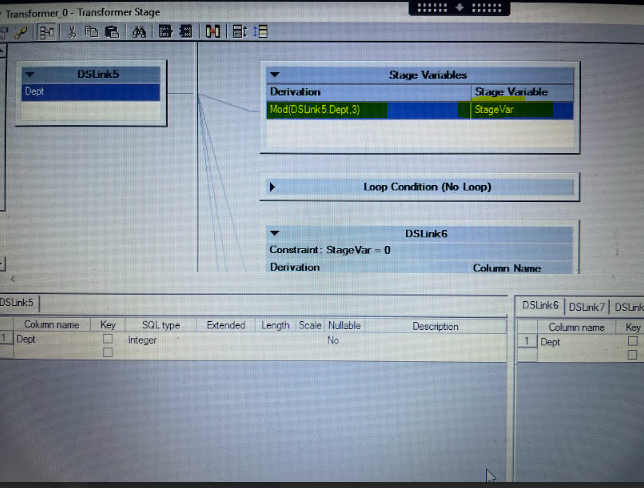 Transformer_0 - Transformer Stage
DSLink5
Dept
Stage Variables
Derivation Stage Variable
Mod(DSLink5.Dept,3) StageVar
Loop Condition (No Loop)
DSLink6
Constraint: StageVar = 0
Derivation Column Name
DSLink5
Column name Key SQL type Extended Length Scale Nullable Description
1 Dept Integer No
DSLink6 DSLink7 DSLink
Column name Key
1 Dept